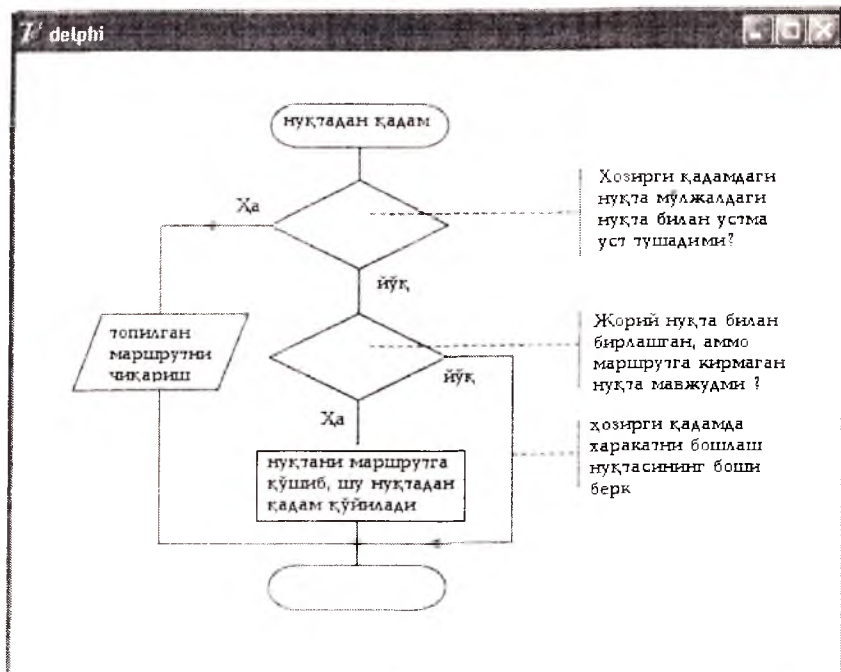 delphi
нуқтадан қадам
Ҳа
Хозирги қадамдаги
нуқта мўлжалдаги
нуқта билан устма
уст тушадими?
йўқ
топилган
маршрутни
чиқариш
Жорий нуқта билан
бирлашган, аммо
маршрутга кирмаган
нуқта мавжудми ?
йўқ
Ҳа
ҳозирги қадамда
харакатни бошлаш
нуқтасининг боши
берк
нуқтани маршрутга
қўшиб, шу нуқтадан
қадам қўйилади